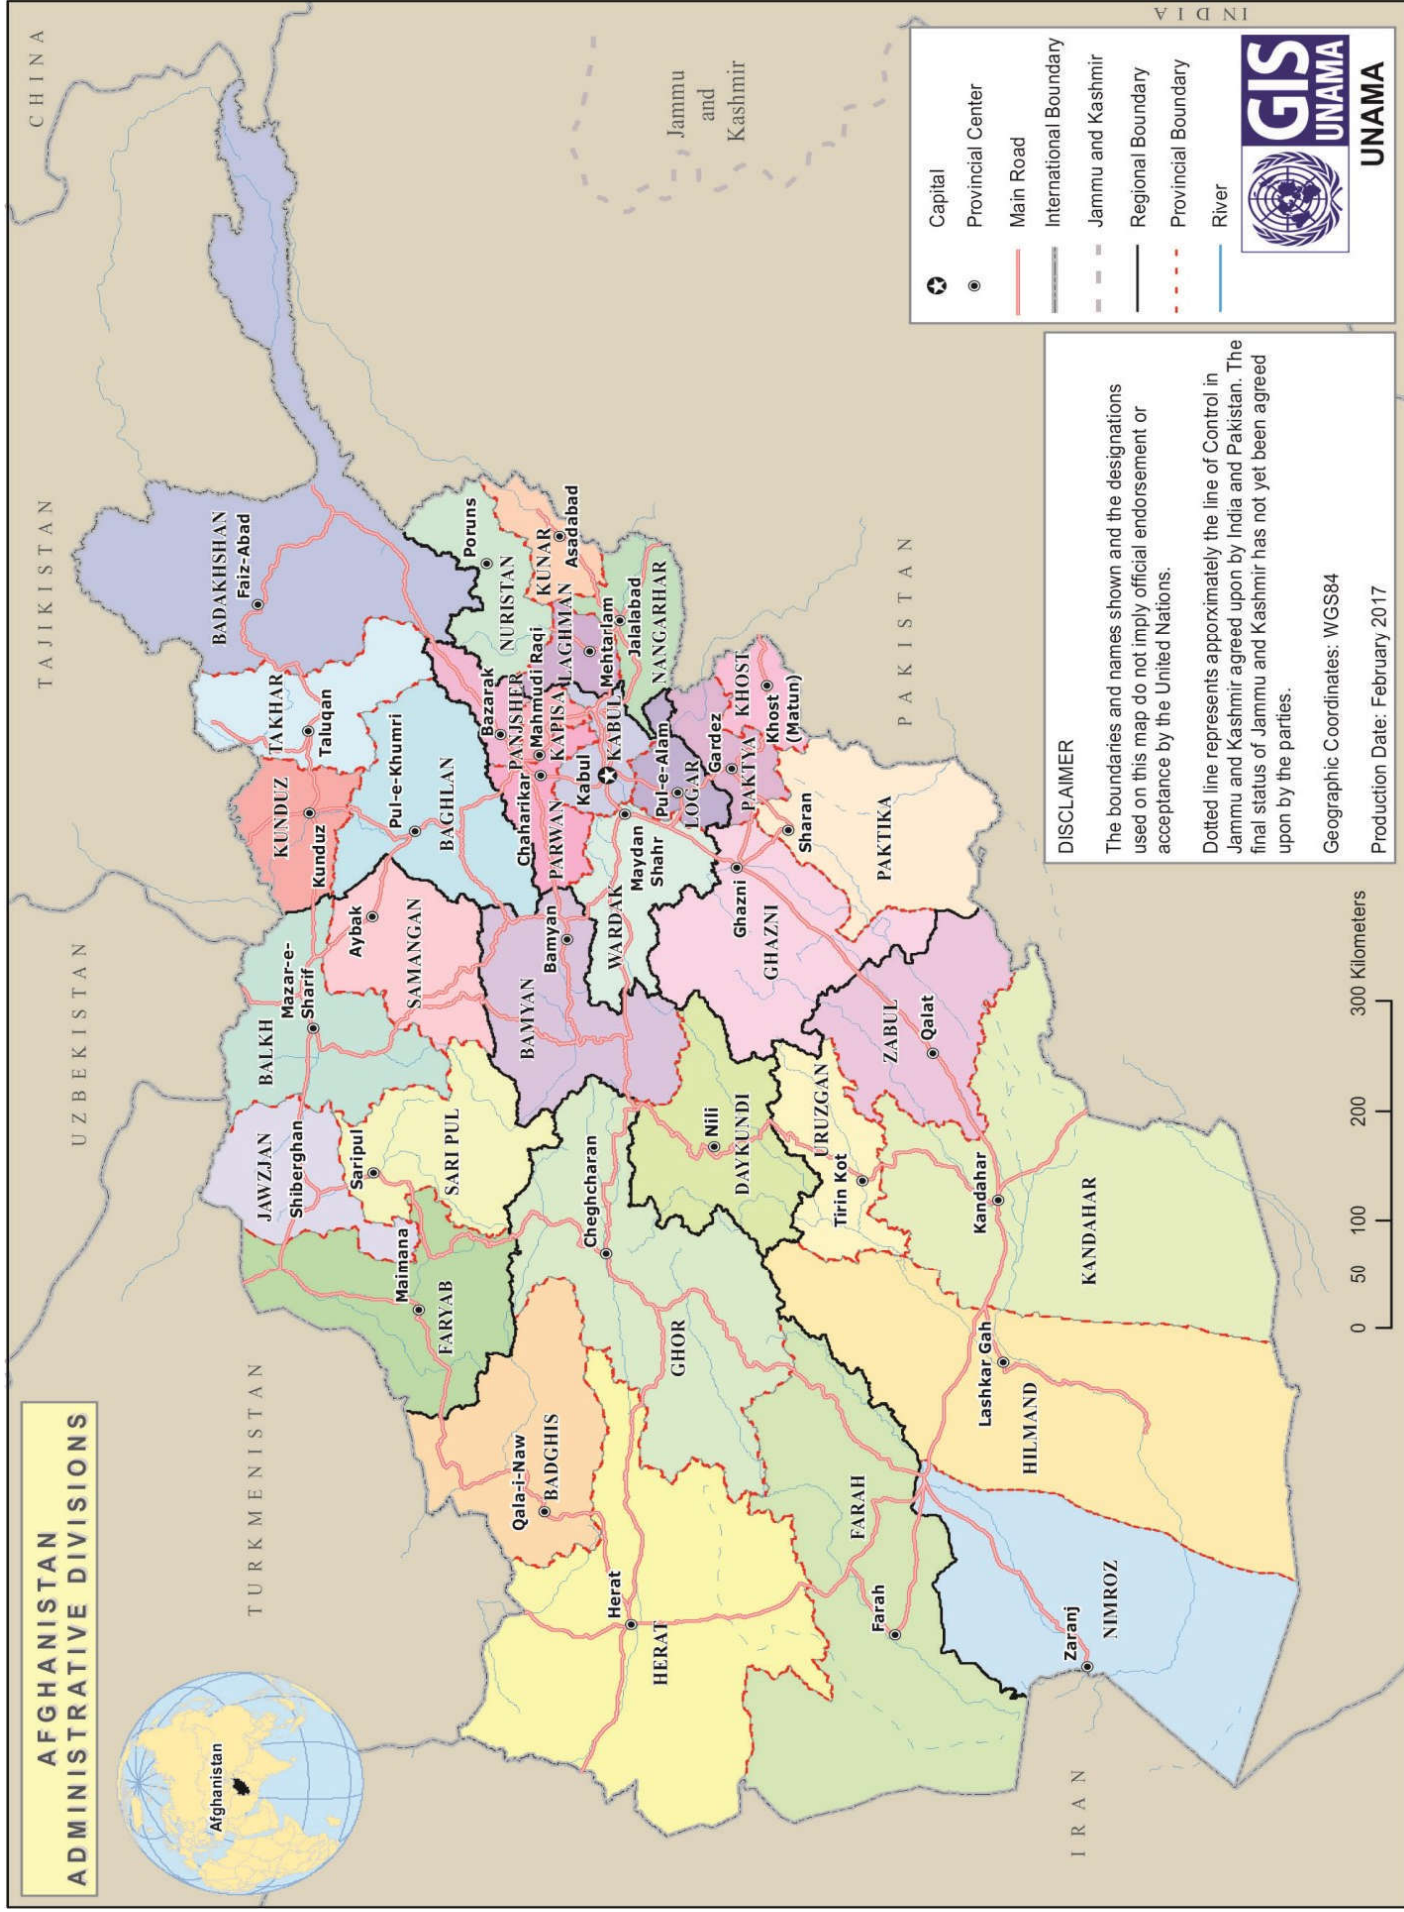 AFGHANISTAN
ADMINISTRATIVE DIVISIONS
Afghanistan
CHINA
TAJIKISTAN
UZBEKISTAN
TURKMENISTAN
IRAN
PAKISTAN
INDIA
Jammu
and
Kashmir
BADAKHSHAN
Faiz-Abad
TAKHAR
Taluqan
KUNDUZ
Kunduz
BALKH
Mazar-e-
Sharif
JAWZJAN
Shiberghan
Saripul
SARI PUL
Aybak
SAMANGAN
Pul-e-Khumri
BAGHLAN
Maimana
FARYAB
Qala-i-Naw
BADGHIS
Herat
HERAT
Cheghcharan
GHOR
BAMYAN
Bamyan
Bazarak
PANJSHER
Poruns
NURISTAN
KUNAR
Asadabad
Mahmudi Raqi
KAPISA
LAGHMAN
Mehtarlam
Jalalabad
NANGARHAR
Chaharikar
PARWAN
Kabul
KABUL
WARDAK
Maydan
Shahr
Pul-e-Alam
LOGAR
Gardez
PAKTYA
KHOST
Khost
(Matun)
Sharan
PAKTIKA
Ghazni
GHAZNI
Nili
DAYKUNDI
URUZGAN
Tirin Kot
ZABUL
Qalat
Kandahar
KANDAHAR
Lashkar Gah
HILMAND
FARAH
Farah
Zaranj
NIMROZ
0 50 100 200 300 Kilometers
DISCLAIMER
The boundaries and names shown and the designations
used on this map do not imply official endorsement or
acceptance by the United Nations.
Dotted line represents apporoximately the line of Control in
Jammu and Kashmir agreed upon by India and Pakistan. The
final status of Jammu and Kashmir has not yet been agreed
upon by the parties.
Geographic Coordinates: WGS84
Production Date: February 2017
Capital
Provincial Center
Main Road
International Boundary
Jammu and Kashmir
Regional Boundary
Provincial Boundary
River
GIS
UNAMA
UNAMA